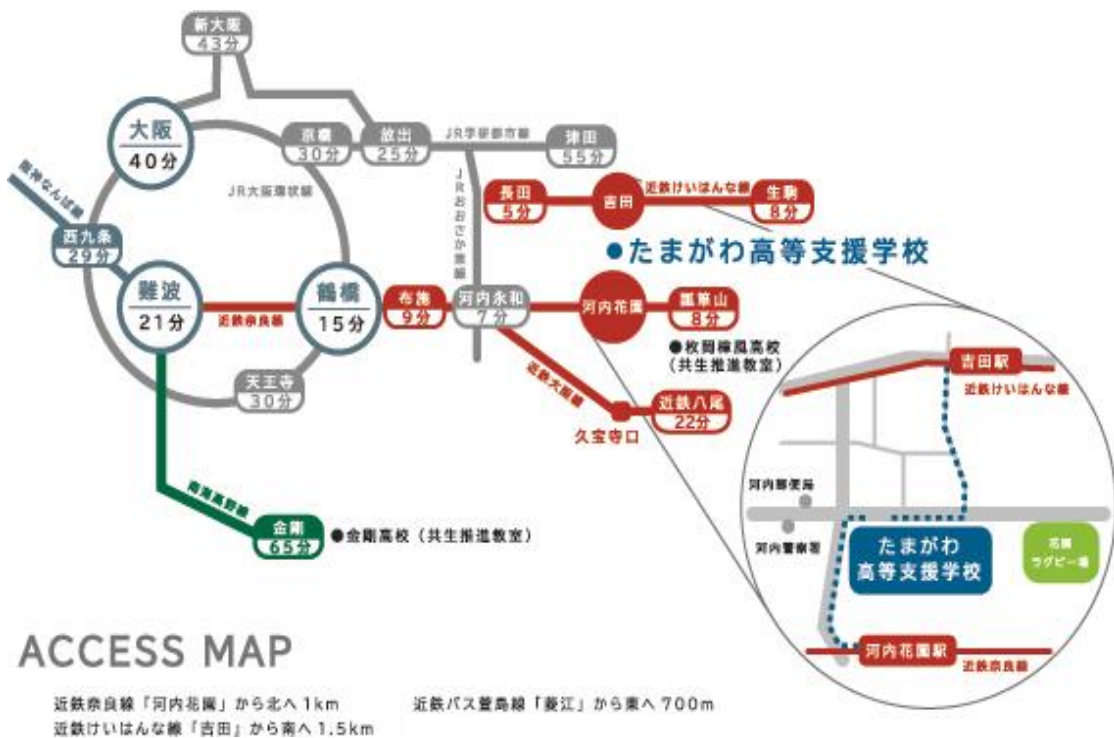 新大阪
43分
大阪
40分
京橋
30分
放出
25分
JR学研都市線
津田
55分
阪神なんば線
JR大阪環状線
JRおおさか東線
長田
5分
吉田
近鉄けいはんな線
生駒
8分
西九条
29分
●たまがわ高等支援学校
難波
21分
近鉄奈良線
鶴橋
15分
布施
9分
河内永和
7分
河内花園
瓢箪山
8分
●枚岡樟風高校
(共生推進教室)
天王寺
30分
近鉄大阪線
近鉄八尾
22分
久宝寺口
南海高野線
金剛
65分
●金剛高校(共生推進教室)
吉田駅
近鉄けいはんな線
河内郵便局
河内警察署
たまがわ
高等支援学校
花園
ラグビー場
河内花園駅
近鉄奈良線
ACCESS MAP
近鉄奈良線「河内花園」から北へ1km
近鉄けいはんな線「吉田」から南へ1.5km
近鉄バス萱島線「菱江」から東へ700m